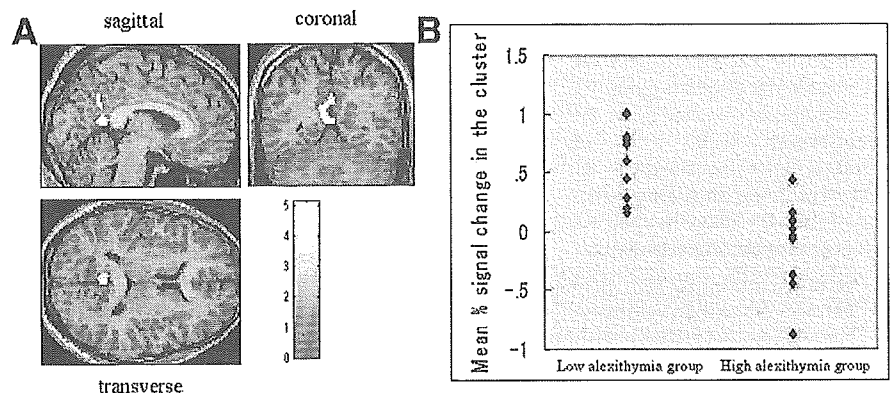 A
sagittal
coronal
transverse
5
4
3
2
1
0
B
Mean % signal change in the cluster
1.5
1
.5
0
-.5
-1
Low alexithymia group
High alexithymia group